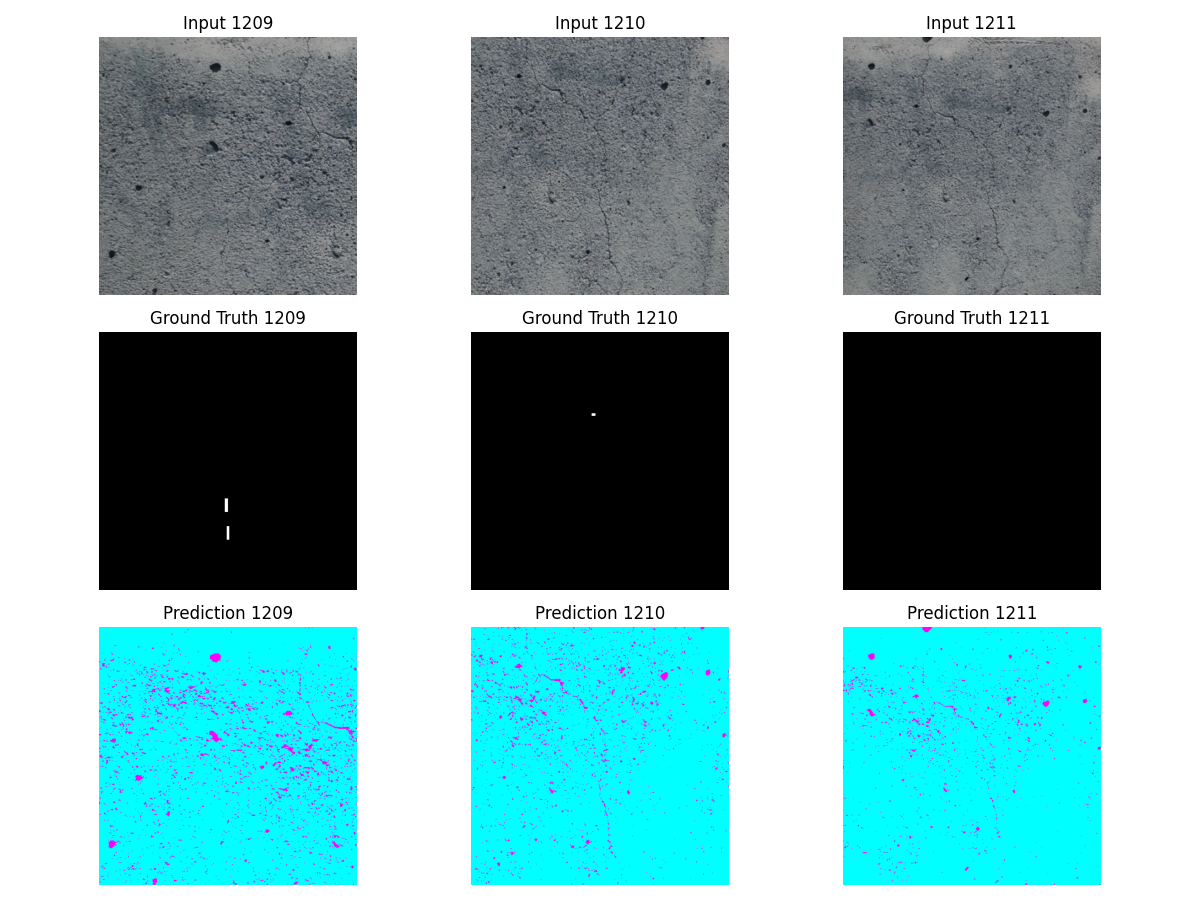 Input 1209
Input 1210
Input 1211
Ground Truth 1209
Ground Truth 1210
Ground Truth 1211
Prediction 1209
Prediction 1210
Prediction 1211